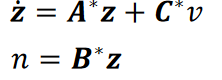 ż = A*z + C*v
n = B*z